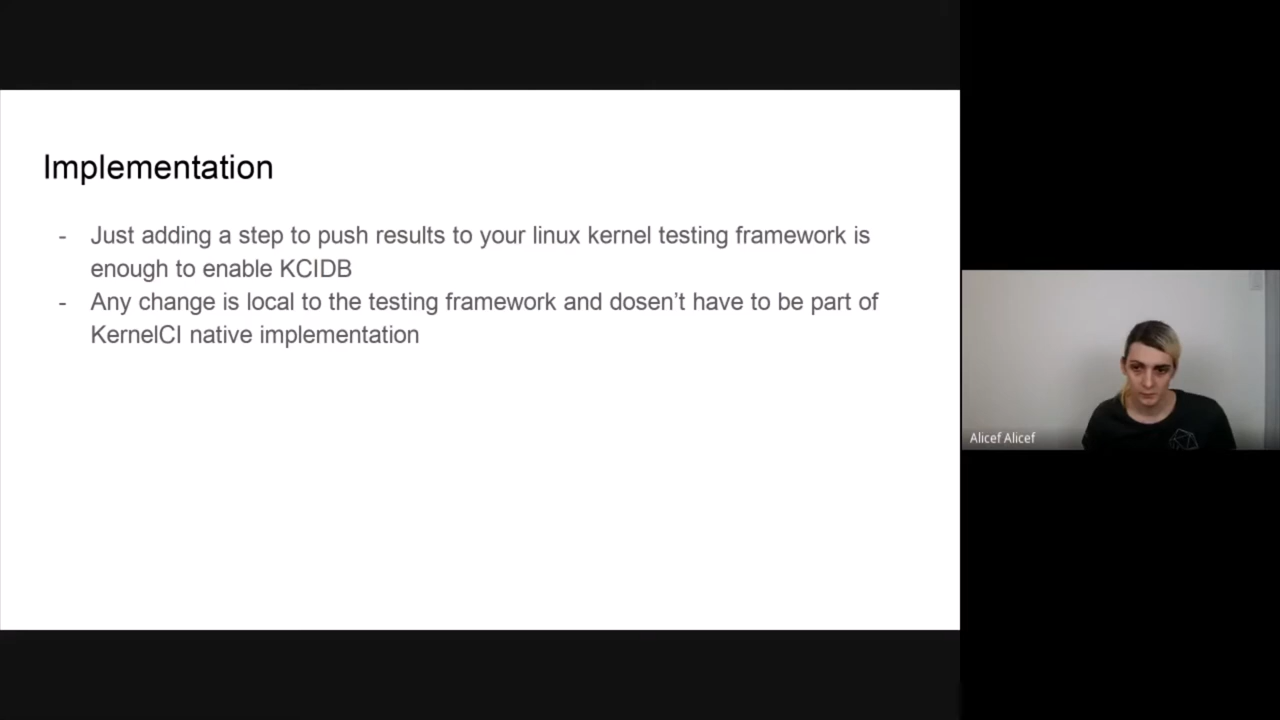 Implementation
- Just adding a step to push results to your linux kernel testing framework is
enough to enable KCIDB
- Any change is local to the testing framework and dosen’t have to be part of
KernelCI native implementation
Alicef Alicef